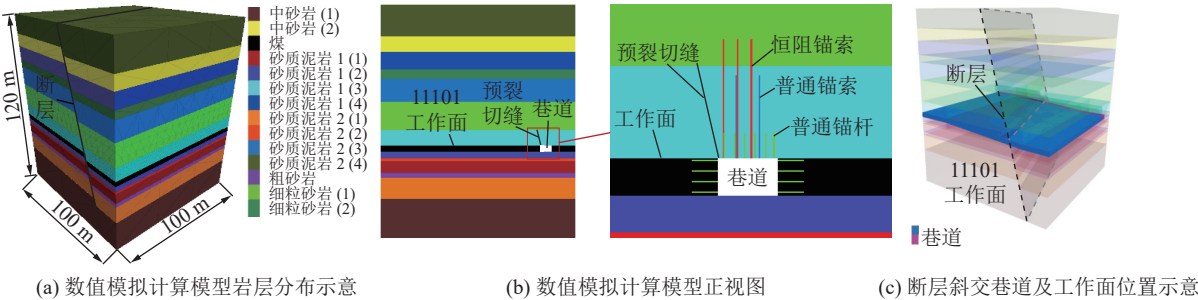 120 m
断层
100 m
100 m
中砂岩 (1)
中砂岩 (2)
煤
砂质泥岩 1 (1)
砂质泥岩 1 (2)
砂质泥岩 1 (3)
砂质泥岩 1 (4)
砂质泥岩 2 (1)
砂质泥岩 2 (2)
砂质泥岩 2 (3)
砂质泥岩 2 (4)
粗砂岩
细粒砂岩 (1)
细粒砂岩 (2)
(a) 数值模拟计算模型岩层分布示意
11101
工作面
预裂
切缝
巷道
预裂切缝
恒阻锚索
普通锚索
工作面
普通锚杆
巷道
(b) 数值模拟计算模型正视图
断层
11101
工作面
巷道
(c) 断层斜交巷道及工作面位置示意